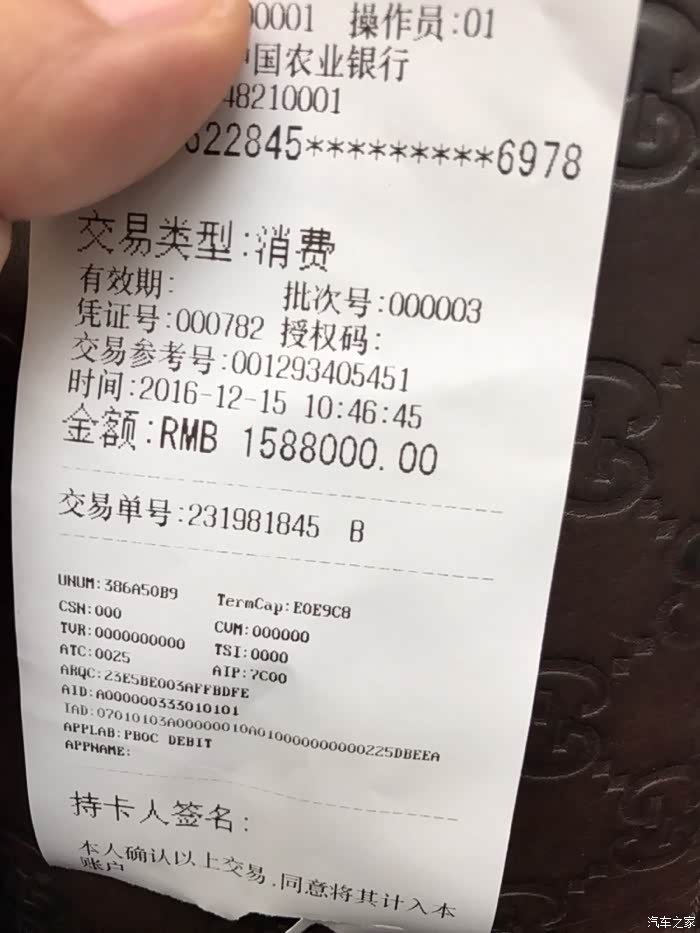 0001 操作员:01
中国农业银行
48210001
622845*********6978
交易类型:消费
有效期: 批次号:000003
凭证号:000782 授权码:
交易参考号:001293405451
时间:2016-12-15 10:46:45
金额:RMB 1588000.00
交易单号:231981845 B
UNUM:386A50B9 TermCap:E0E9C8
CSN:000 CVM:000000
TVR:0000000000 TSI:0000
ATC:0025 AIP:7C00
ARQC:23E5BE003AFFBDFE
AID:A000000333010101
IAD:07010103A00000010A0100000000000225DBEEA
APPLAB:PBOC DEBIT
APPNAME:
持卡人签名:
本人确认以上交易,同意将其计入本
账户
汽车之家